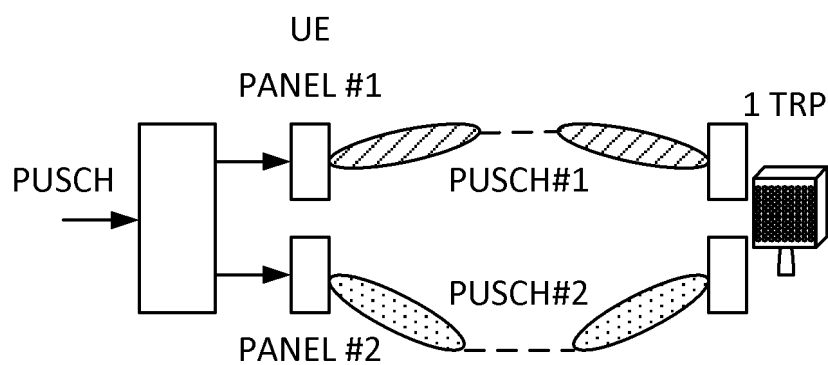 UE
PANEL #1
1 TRP
PUSCH
PUSCH#1
PUSCH#2
PANEL #2